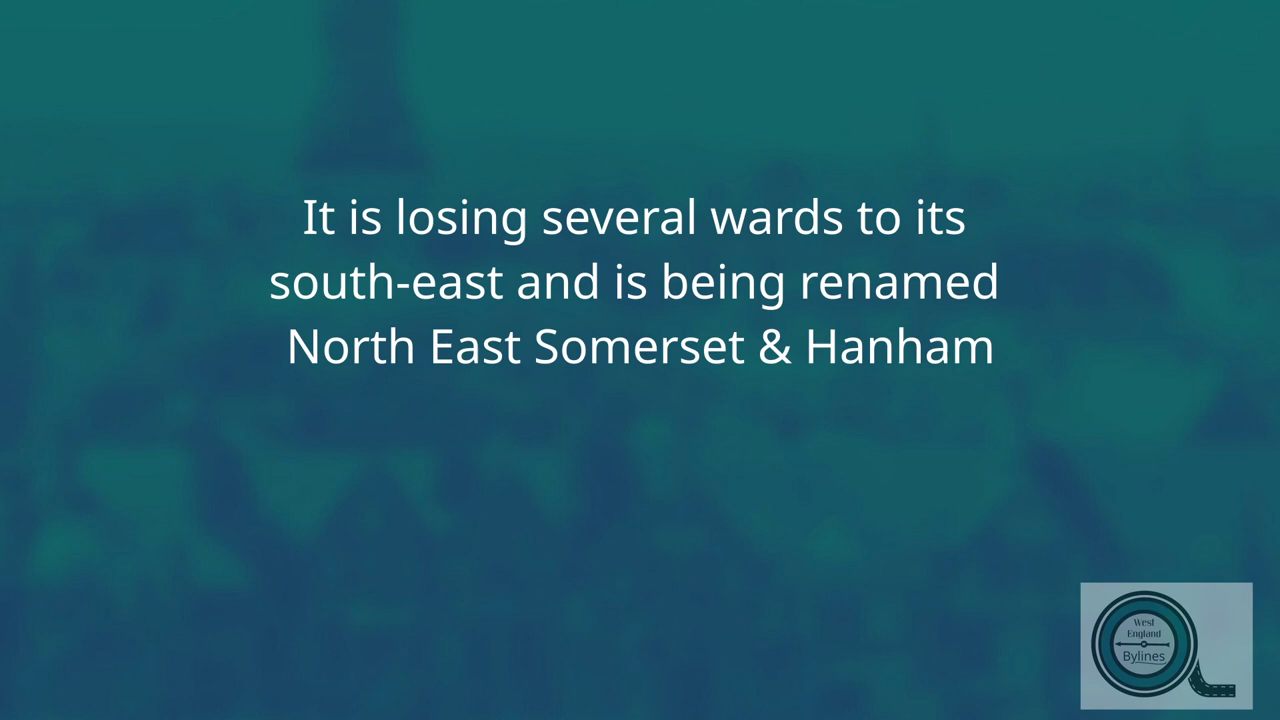 It is losing several wards to its
south-east and is being renamed
North East Somerset & Hanham
West
England
Bylines